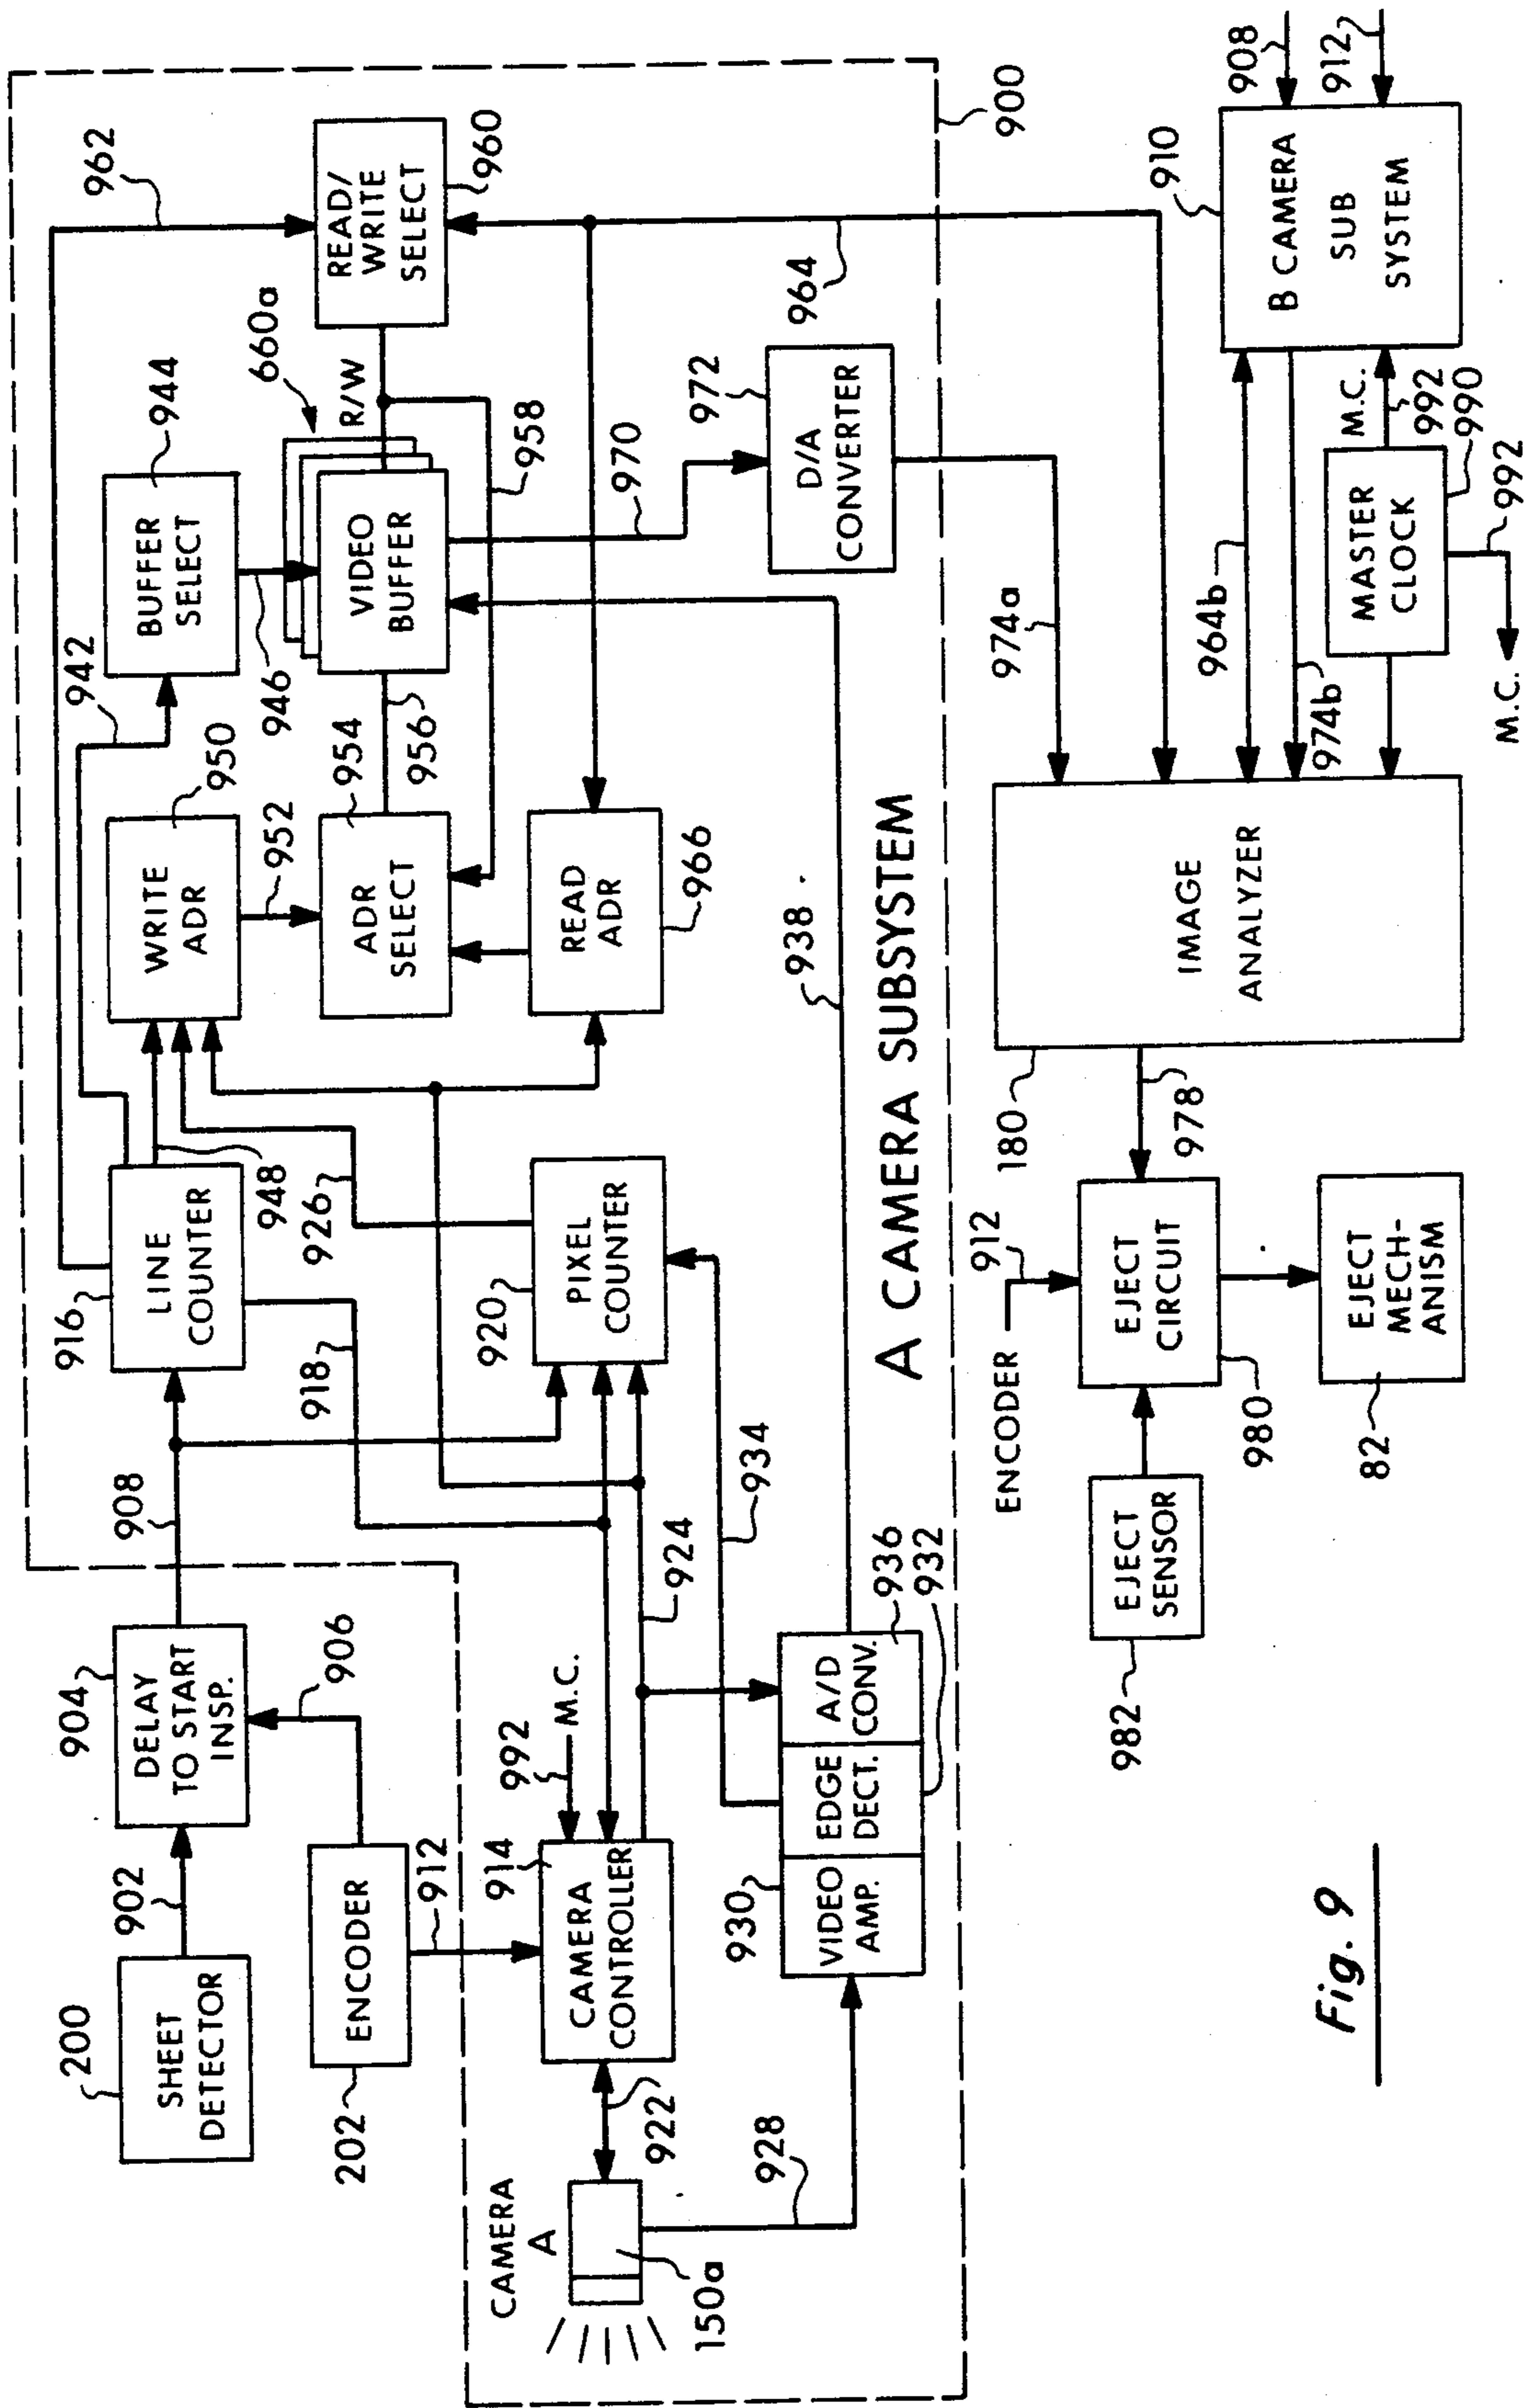 200
SHEET
DETECTOR
902
904
DELAY
TO START
INSP.
906
908
202
ENCODER
912
916
LINE
COUNTER
918
948
926
942
962
950
WRITE
ADR
952
944
BUFFER
SELECT
946
660a
R/W
VIDEO
BUFFER
READ/
WRITE
SELECT
960
954
ADR
SELECT
956
958
READ
ADR
966
964
970
972
D/A
CONVERTER
920
PIXEL
COUNTER
CAMERA
A
150a
922
928
914
CAMERA
CONTROLLER
992
M.C.
924
934
930
VIDEO
AMP.
EDGE
DECT.
A/D
CONV.
936
932
938
A CAMERA SUBSYSTEM
900
974a
180
IMAGE
ANALYZER
978
ENCODER
912
EJECT
CIRCUIT
980
EJECT
SENSOR
982
EJECT
MECH-
ANISM
82
964b
974b
910
B CAMERA
SUB
SYSTEM
908
912
M.C.
992
990
MASTER
CLOCK
992
M.C.
Fig. 9